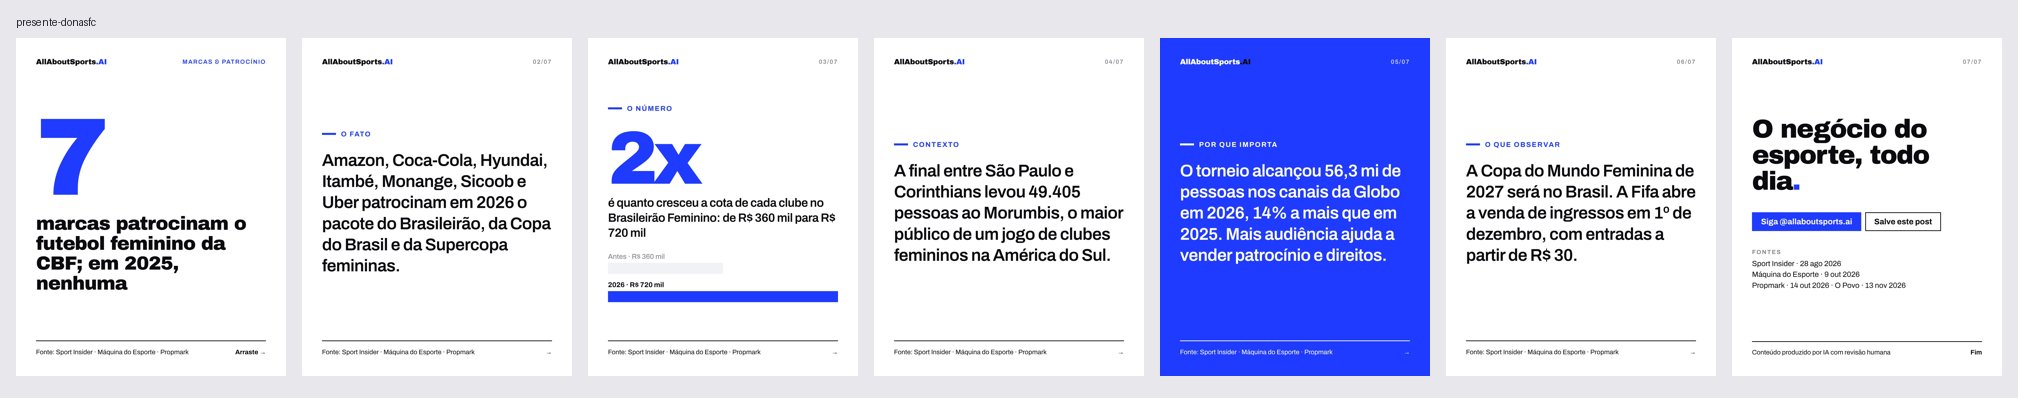 presente-donasfc
AllAboutSports.AI
MARCAS & PATROCÍNIO
7
marcas patrocinam o
futebol feminino da
CBF; em 2025,
nenhuma
Fonte: Sport Insider · Máquina do Esporte · Propmark
Arraste →
AllAboutSports.AI
02/07
O FATO
Amazon, Coca-Cola, Hyundai,
Itambé, Monange, Sicoob e
Uber patrocinam em 2026 o
pacote do Brasileirão, da Copa
do Brasil e da Supercopa
femininas.
Fonte: Sport Insider · Máquina do Esporte · Propmark
→
AllAboutSports.AI
03/07
O NÚMERO
2x
é quanto cresceu a cota de cada clube no
Brasileirão Feminino: de R$ 360 mil para R$
720 mil
Antes · R$ 360 mil
2026 · R$ 720 mil
Fonte: Sport Insider · Máquina do Esporte · Propmark
→
AllAboutSports.AI
04/07
CONTEXTO
A final entre São Paulo e
Corinthians levou 49.405
pessoas ao Morumbis, o maior
público de um jogo de clubes
femininos na América do Sul.
Fonte: Sport Insider · Máquina do Esporte · Propmark
→
AllAboutSports.AI
05/07
POR QUE IMPORTA
O torneio alcançou 56,3 mi de
pessoas nos canais da Globo
em 2026, 14% a mais que em
2025. Mais audiência ajuda a
vender patrocínio e direitos.
Fonte: Sport Insider · Máquina do Esporte · Propmark
→
AllAboutSports.AI
06/07
O QUE OBSERVAR
A Copa do Mundo Feminina de
2027 será no Brasil. A Fifa abre
a venda de ingressos em 1º de
dezembro, com entradas a
partir de R$ 30.
Fonte: Sport Insider · Máquina do Esporte · Propmark
→
AllAboutSports.AI
07/07
O negócio do
esporte, todo
dia.
Siga @allaboutsports.ai
Salve este post
FONTES
Sport Insider · 28 ago 2026
Máquina do Esporte · 9 out 2026
Propmark · 14 out 2026 · O Povo · 13 nov 2026
Conteúdo produzido por IA com revisão humana
Fim